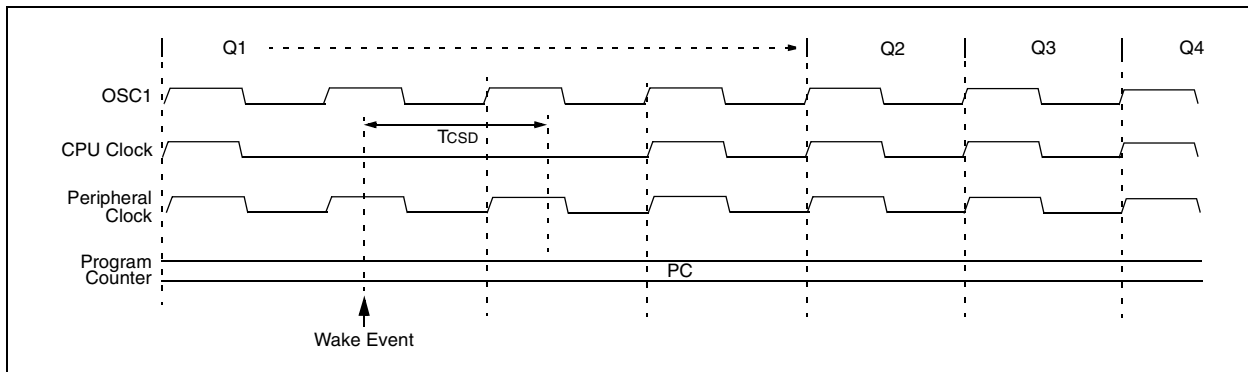 Q1 Q2 Q3 Q4
OSC1
TCSD
CPU Clock
Peripheral
Clock
Program
Counter
PC
Wake Event